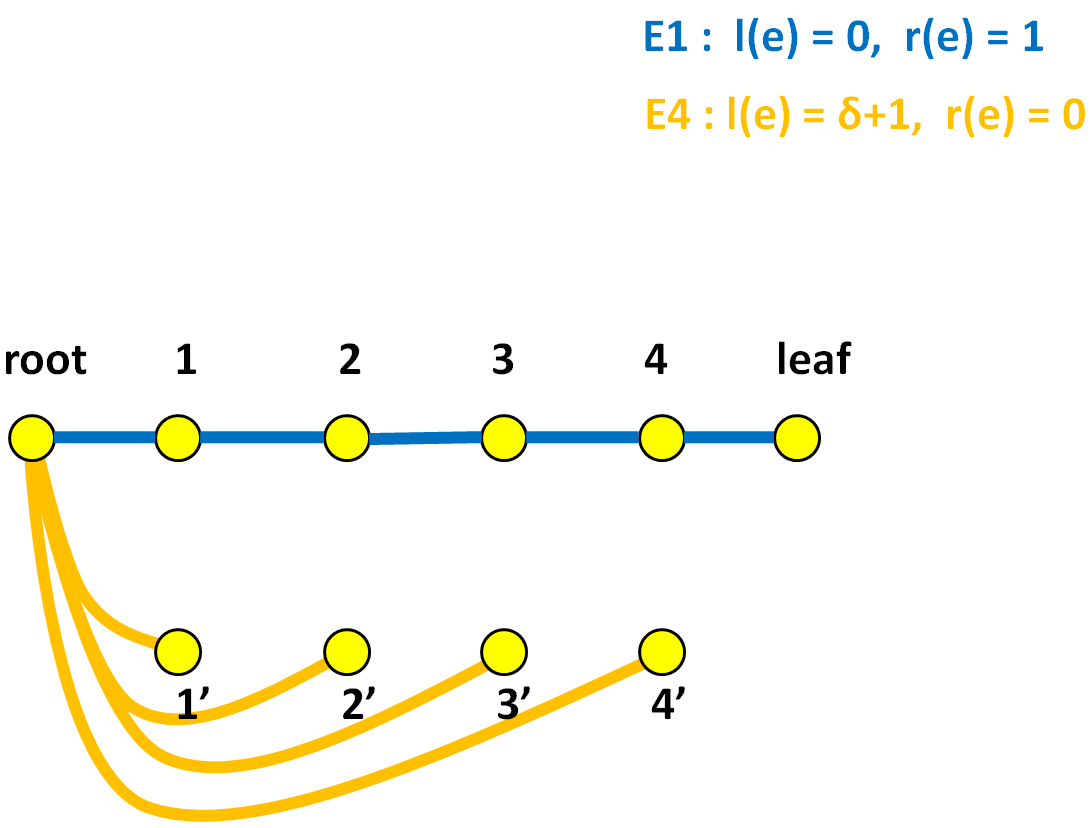 E1 : l(e) = 0, r(e) = 1
E4 : l(e) = δ+1, r(e) = 0
root 1 2 3 4 leaf
1’ 2’ 3’ 4’